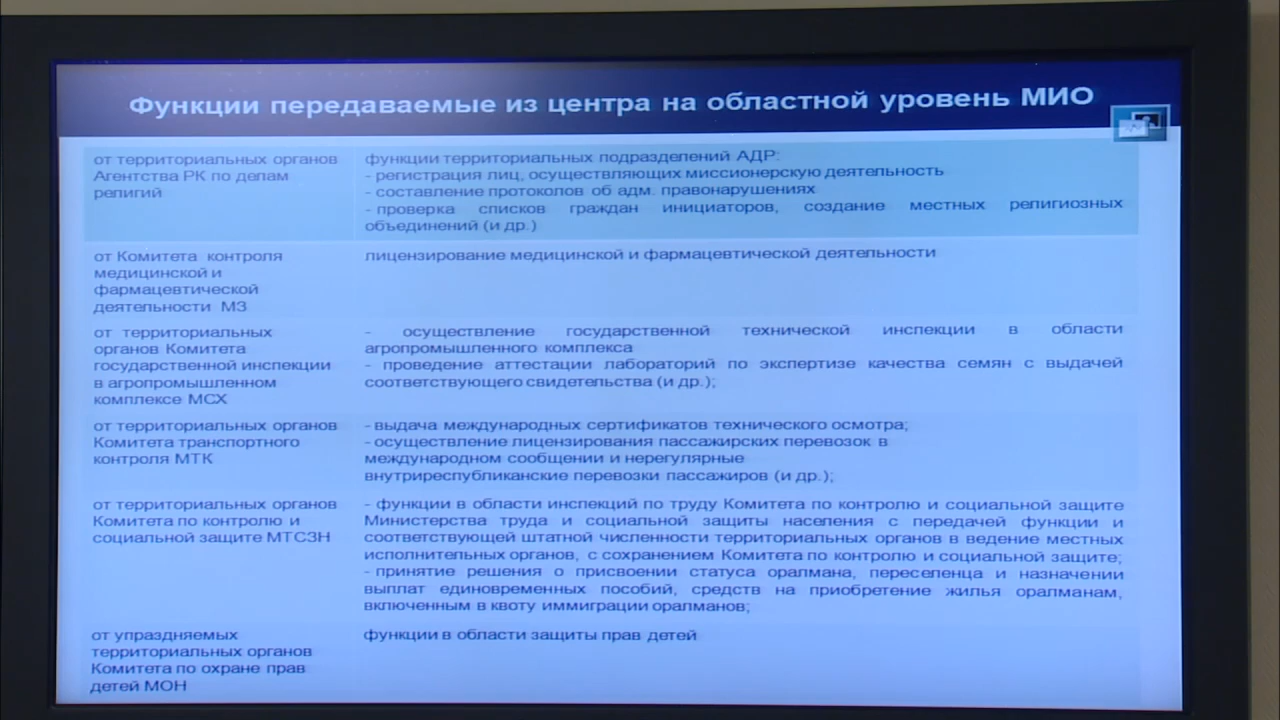 Функции передаваемые из центра на областной уровень МИО
от территориальных органов
Агентства РК по делам
религий
функции территориальных подразделений АДР:
- регистрация лиц, осуществляющих миссионерскую деятельность
- составление протоколов об адм. правонарушениях
- проверка списков граждан инициаторов, создание местных религиозных
объединений (и др.)
от Комитета контроля
медицинской и
фармацевтической
деятельности МЗ
лицензирование медицинской и фармацевтической деятельности
от территориальных
органов Комитета
государственной инспекции
в агропромышленном
комплексе МСХ
- осуществление государственной технической инспекции в области
агропромышленного комплекса
- проведение аттестации лабораторий по экспертизе качества семян с выдачей
соответствующего свидетельства (и др.);
от территориальных органов
Комитета транспортного
контроля МТК
- выдача международных сертификатов технического осмотра;
- осуществление лицензирования пассажирских перевозок в
международном сообщении и нерегулярные
внутриреспубликанские перевозки пассажиров (и др.);
от территориальных органов
Комитета по контролю и
социальной защите МТСЗН
- функции в области инспекций по труду Комитета по контролю и социальной защите
Министерства труда и социальной защиты населения с передачей функции и
соответствующей штатной численности территориальных органов в ведение местных
исполнительных органов, с сохранением Комитета по контролю и социальной защите;
- принятие решения о присвоении статуса оралмана, переселенца и назначении
выплат единовременных пособий, средств на приобретение жилья оралманам,
включенным в квоту иммиграции оралманов;
от упраздняемых
территориальных органов
Комитета по охране прав
детей МОН
функции в области защиты прав детей